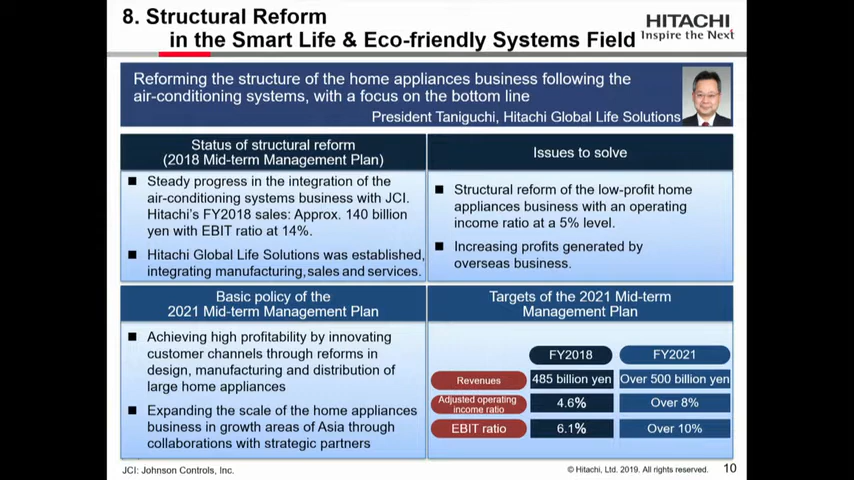 8. Structural Reform
in the Smart Life & Eco-friendly Systems Field
HITACHI
Inspire the Next
Reforming the structure of the home appliances business following the
air-conditioning systems, with a focus on the bottom line
President Taniguchi, Hitachi Global Life Solutions
Status of structural reform
(2018 Mid-term Management Plan)
■ Steady progress in the integration of the
air-conditioning systems business with JCI.
Hitachi's FY2018 sales: Approx. 140 billion
yen with EBIT ratio at 14%.
■ Hitachi Global Life Solutions was established,
integrating manufacturing, sales and services.
Issues to solve
■ Structural reform of the low-profit home
appliances business with an operating
income ratio at a 5% level.
■ Increasing profits generated by
overseas business.
Basic policy of the
2021 Mid-term Management Plan
■ Achieving high profitability by innovating
customer channels through reforms in
design, manufacturing and distribution of
large home appliances
■ Expanding the scale of the home appliances
business in growth areas of Asia through
collaborations with strategic partners
Targets of the 2021 Mid-term
Management Plan
FY2018 FY2021
Revenues 485 billion yen Over 500 billion yen
Adjusted operating
income ratio 4.6% Over 8%
EBIT ratio 6.1% Over 10%
JCI: Johnson Controls, Inc.
© Hitachi, Ltd. 2019. All rights reserved. 10